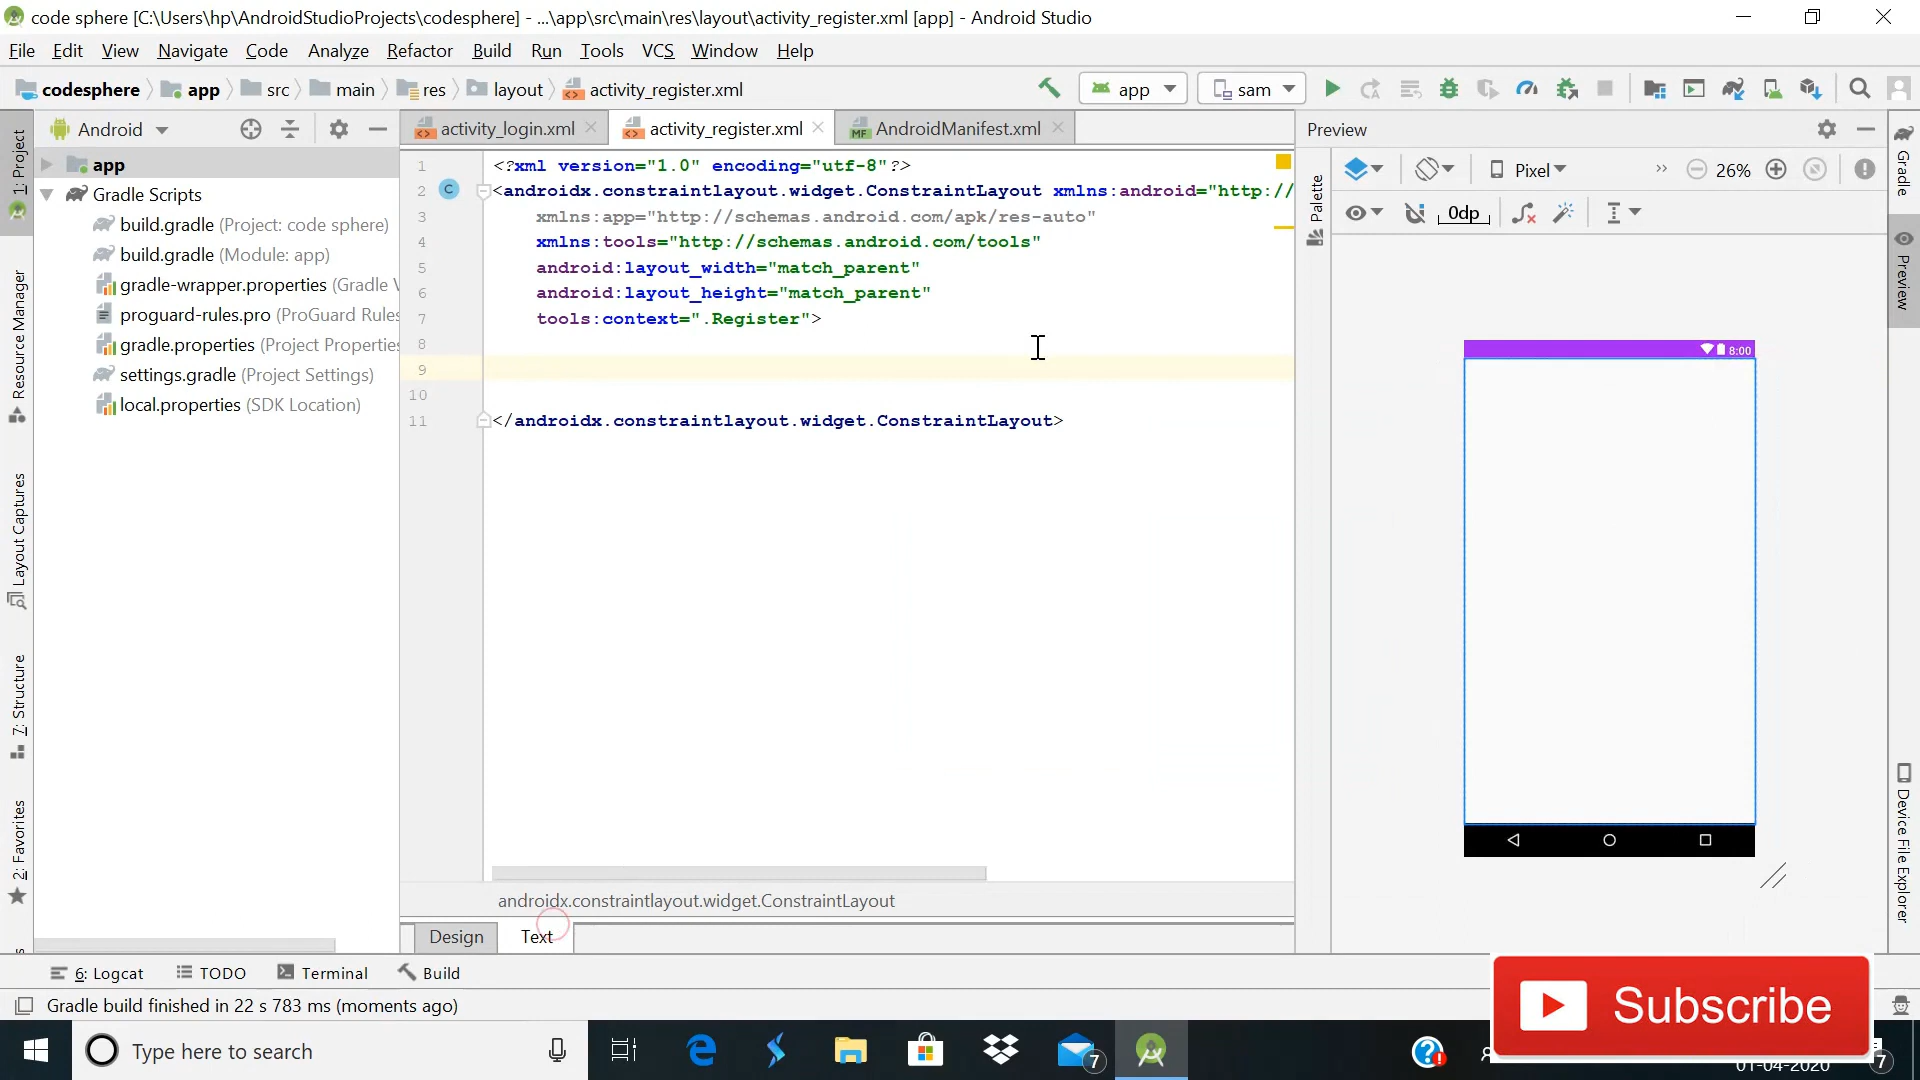 code sphere [C:\Users\hp\AndroidStudioProjects\codesphere] - ...\app\src\main\res\layout\activity_register.xml [app] - Android Studio
File Edit View Navigate Code Analyze Refactor Build Run Tools VCS Window Help
codesphere app src main res layout activity_register.xml app sam
Android activity_login.xml activity_register.xml AndroidManifest.xml Preview
1: Project
Resource Manager
Layout Captures
7: Structure
2: Favorites
app
Gradle Scripts
build.gradle (Project: code sphere)
build.gradle (Module: app)
gradle-wrapper.properties (Gradle V
proguard-rules.pro (ProGuard Rules
gradle.properties (Project Properties
settings.gradle (Project Settings)
local.properties (SDK Location)
1 <?xml version="1.0" encoding="utf-8"?>
2 C <androidx.constraintlayout.widget.ConstraintLayout xmlns:android="http://
3 xmlns:app="http://schemas.android.com/apk/res-auto"
4 xmlns:tools="http://schemas.android.com/tools"
5 android:layout_width="match_parent"
6 android:layout_height="match_parent"
7 tools:context=".Register">
8
9
10
11 </androidx.constraintlayout.widget.ConstraintLayout>
androidx.constraintlayout.widget.ConstraintLayout
Design Text
Palette
Pixel 26%
0dp
8:00
Gradle
Preview
Device File Explorer
6: Logcat TODO Terminal Build
Gradle build finished in 22 s 783 ms (moments ago)
Subscribe
Type here to search
7
01-04-2020
7